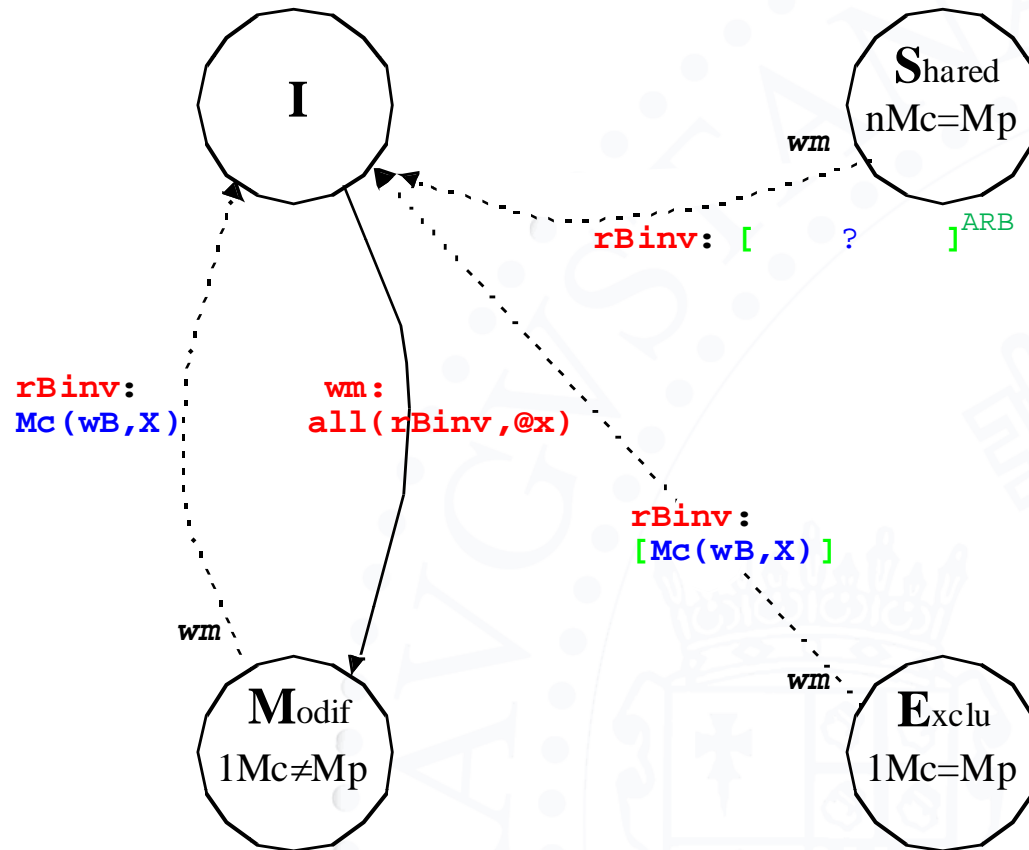 I
Shared
nMc=Mp
wm
rBinv: [ ? ]ARB
rBinv:
Mc(wB,X)
wm:
all(rBinv,@x)
rBinv:
[Mc(wB,X)]
wm
wm
Modif
1Mc≠Mp
Exclu
1Mc=Mp